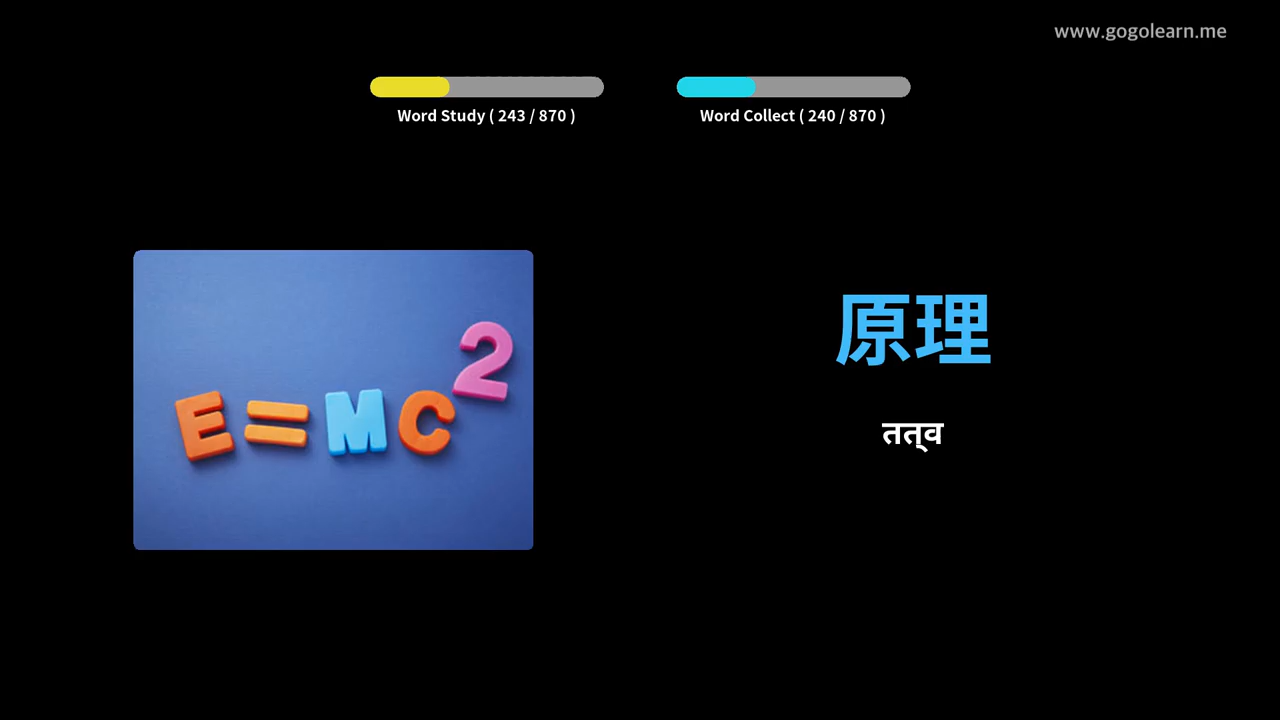 www.gogolearn.me
Word Study ( 243 / 870 )
Word Collect ( 240 / 870 )
E=MC²
原理
तत्व